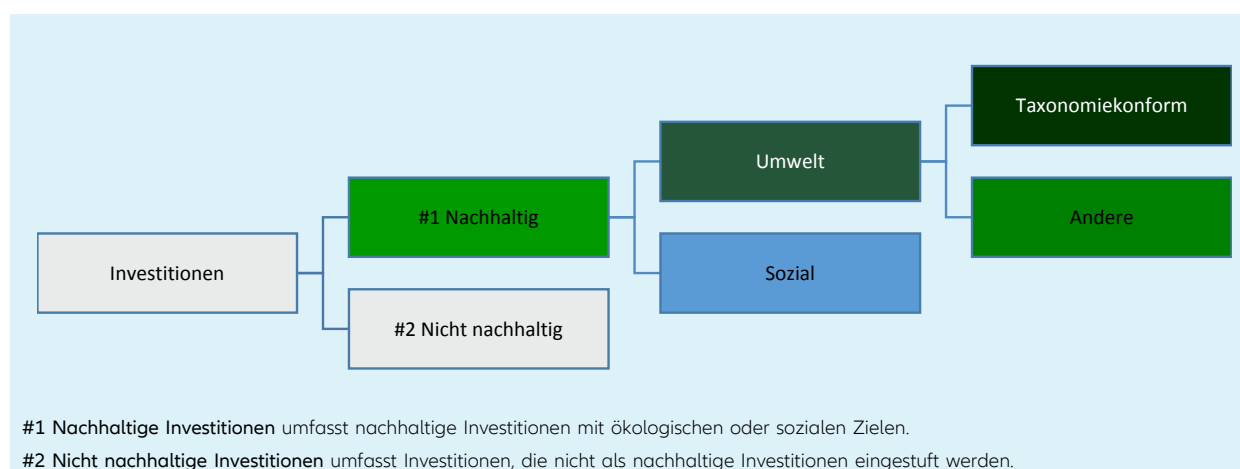 Taxonomiekonform
Umwelt
#1 Nachhaltig
Andere
Investitionen
Sozial
#2 Nicht nachhaltig
#1 Nachhaltige Investitionen umfasst nachhaltige Investitionen mit ökologischen oder sozialen Zielen.
#2 Nicht nachhaltige Investitionen umfasst Investitionen, die nicht als nachhaltige Investitionen eingestuft werden.